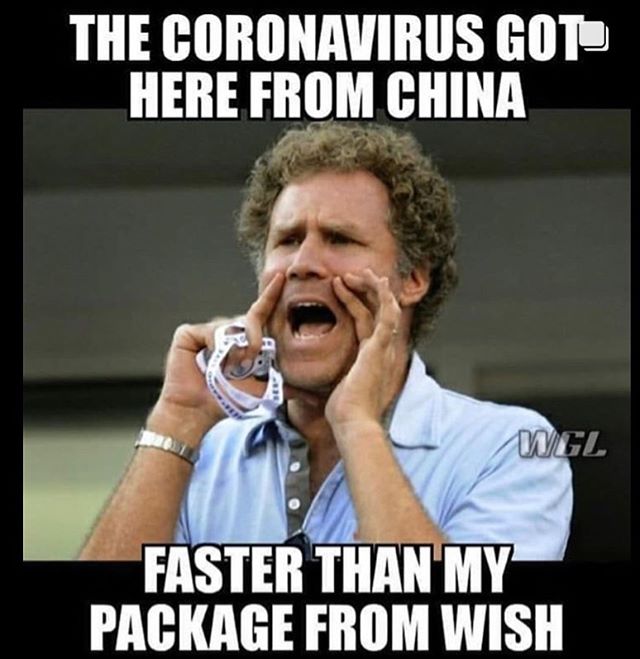 THE CORONAVIRUS GOT
HERE FROM CHINA
WGL
FASTER THAN MY
PACKAGE FROM WISH